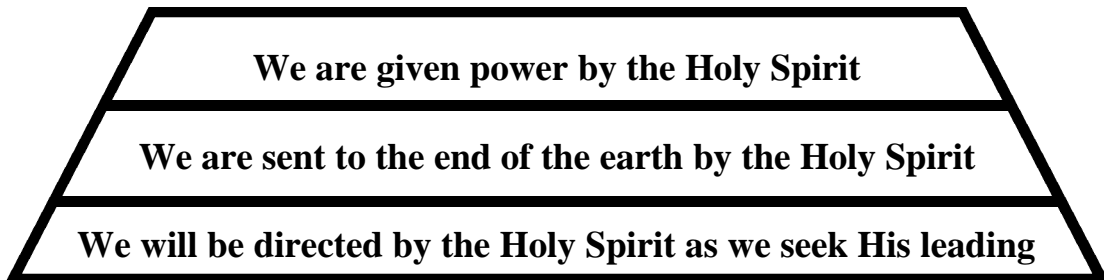 We are given power by the Holy Spirit
We are sent to the end of the earth by the Holy Spirit
We will be directed by the Holy Spirit as we seek His leading